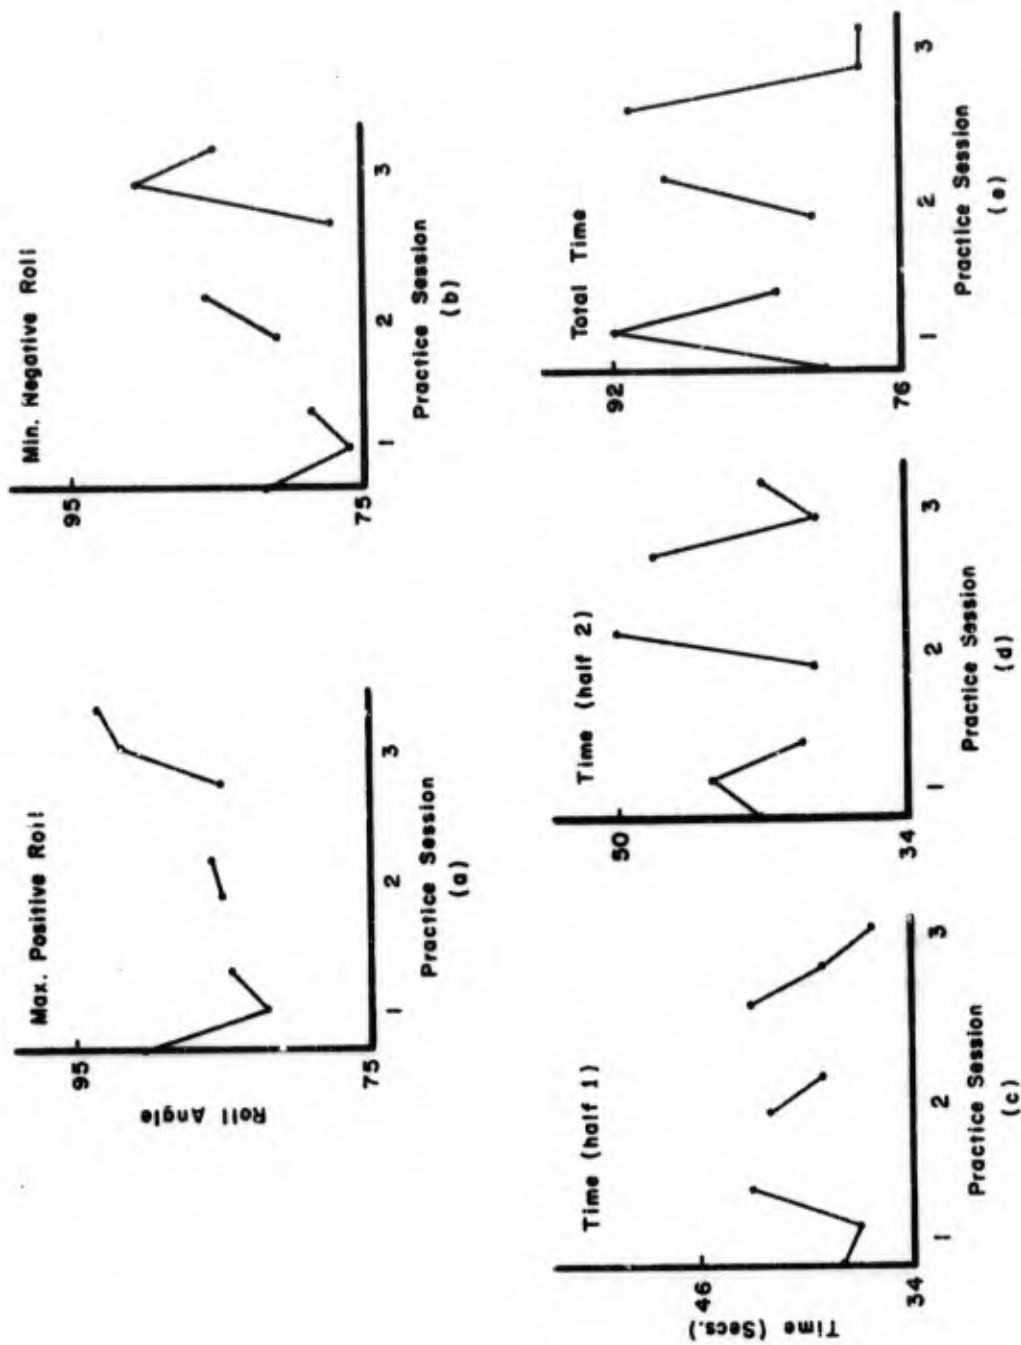 Max. Positive Roll
Roll Angle
95
75
1 2 3
Practice Session
(a)
Min. Negative Roll
95
75
1 2 3
Practice Session
(b)
Time (half 1)
Time (Secs.)
46
34
1 2 3
Practice Session
(c)
Time (half 2)
50
34
1 2 3
Practice Session
(d)
Total Time
92
76
1 2 3
Practice Session
(e)